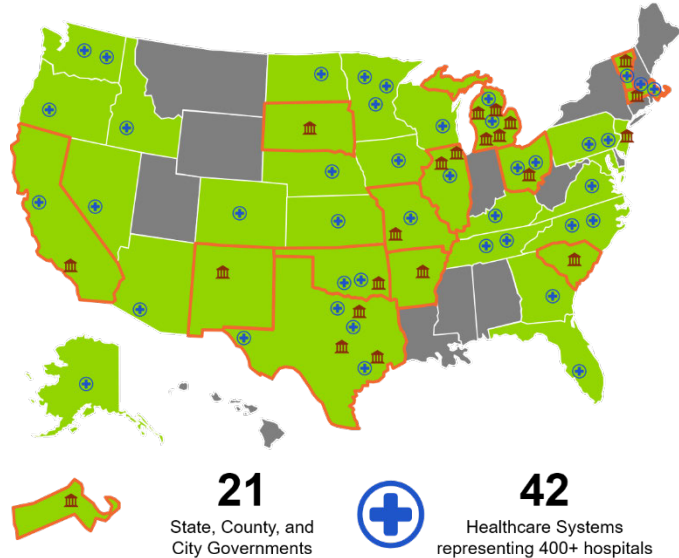 21
State, County, and
City Governments
42
Healthcare Systems
representing 400+ hospitals